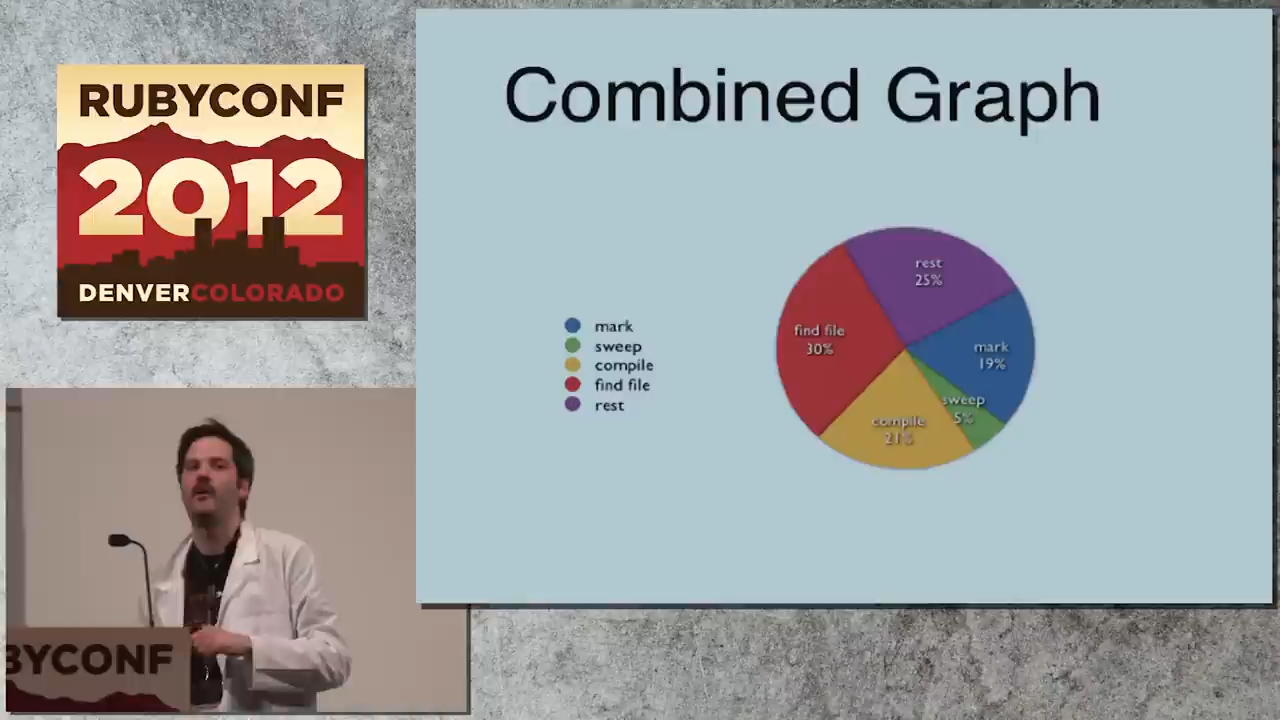 RUBYCONF
2012
DENVERCOLORADO
Combined Graph
mark
sweep
compile
find file
rest
rest
25%
find file
30%
mark
19%
sweep
5%
compile
21%
BYCONF